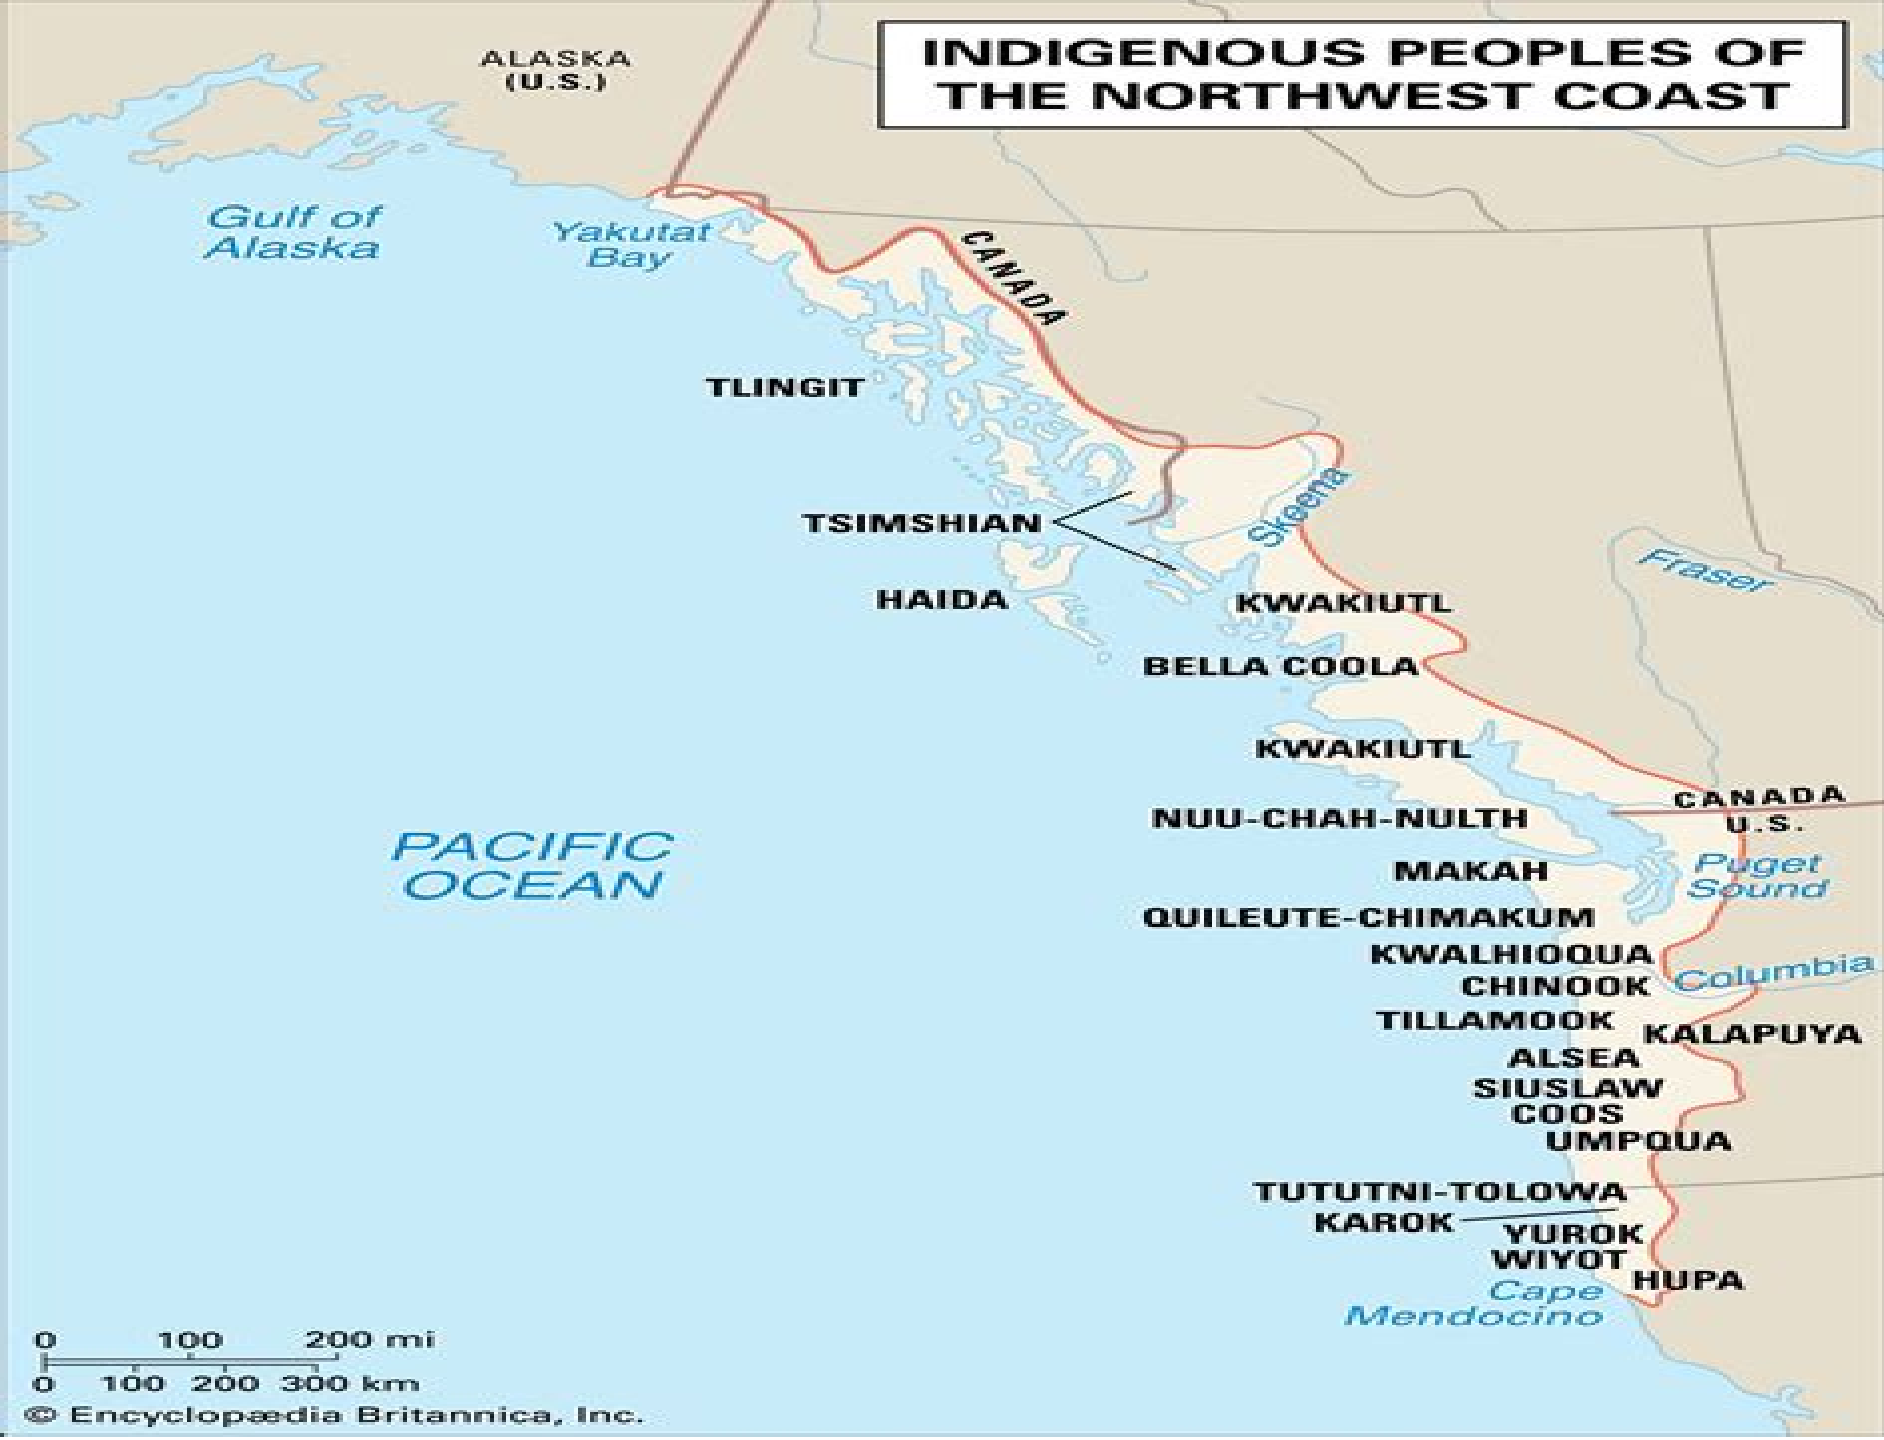 INDIGENOUS PEOPLES OF
THE NORTHWEST COAST
ALASKA
(U.S.)
Gulf of
Alaska
Yakutat
Bay
CANADA
TLINGIT
Skeena
TSIMSHIAN
Fraser
HAIDA
KWAKIUTL
BELLA COOLA
KWAKIUTL
CANADA
U.S.
NUU-CHAH-NULTH
PACIFIC
OCEAN
Puget
Sound
MAKAH
QUILEUTE-CHIMAKUM
KWALHIOQUA
Columbia
CHINOOK
TILLAMOOK
KALAPUYA
ALSEA
SIUSLAW
COOS
UMPQUA
TUTUTNI-TOLOWA
KAROK
YUROK
WIYOT
HUPA
Cape
Mendocino
0 100 200 mi
0 100 200 300 km
© Encyclopædia Britannica, Inc.